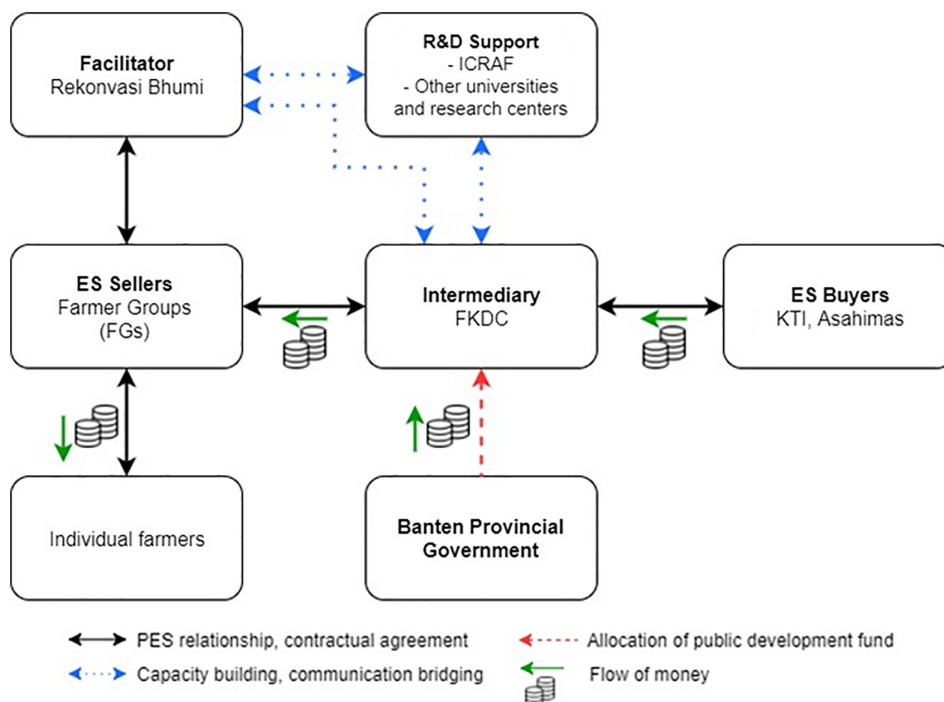 Facilitator
Rekonvasi Bhumi
R&D Support
- ICRAF
- Other universities
and research centers
ES Sellers
Farmer Groups
(FGs)
Intermediary
FKDC
ES Buyers
KTI, Asahimas
Individual farmers
Banten Provincial
Government
PES relationship, contractual agreement
Allocation of public development fund
Capacity building, communication bridging
Flow of money